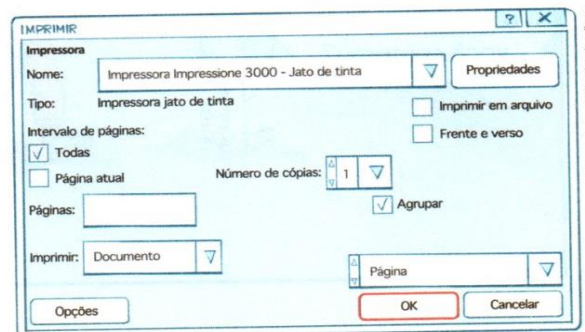 IMPRIMIR ? X
Impressora
Nome: Impressora Impressione 3000 - Jato de tinta Propriedades
Tipo: Impressora jato de tinta Imprimir em arquivo
Intervalo de páginas: Frente e verso
Todas
Página atual Número de cópias: 1
Páginas: Agrupar
Imprimir: Documento Página
Opções OK Cancelar